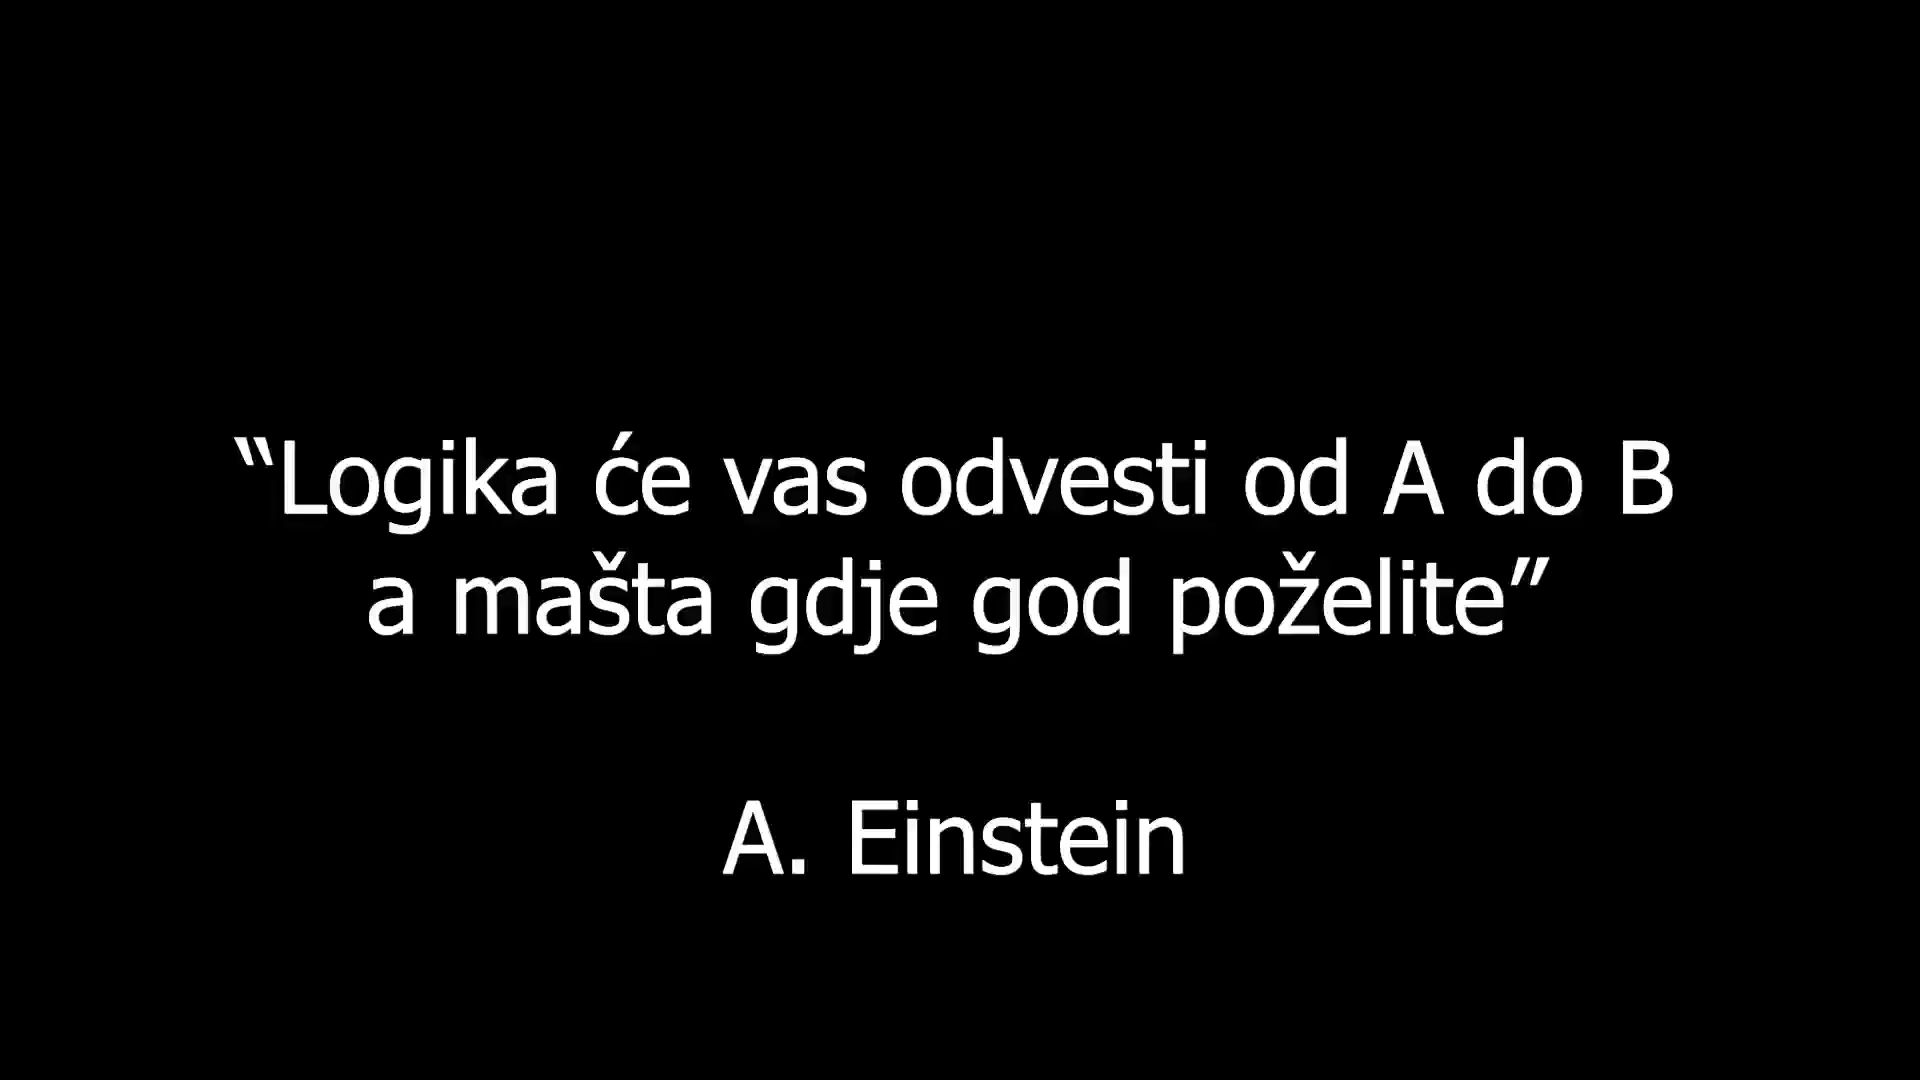 “Logika će vas odvesti od A do B
a mašta gdje god poželite”
A. Einstein